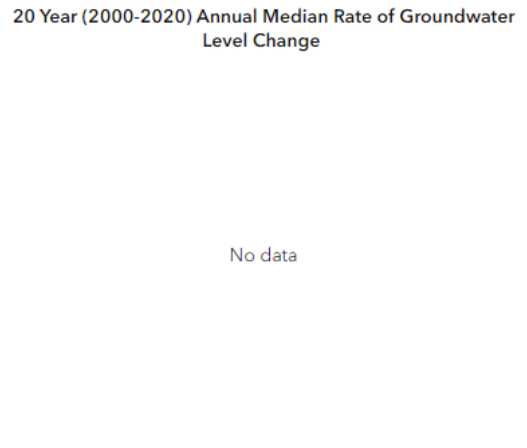 20 Year (2000-2020) Annual Median Rate of Groundwater
Level Change
No data